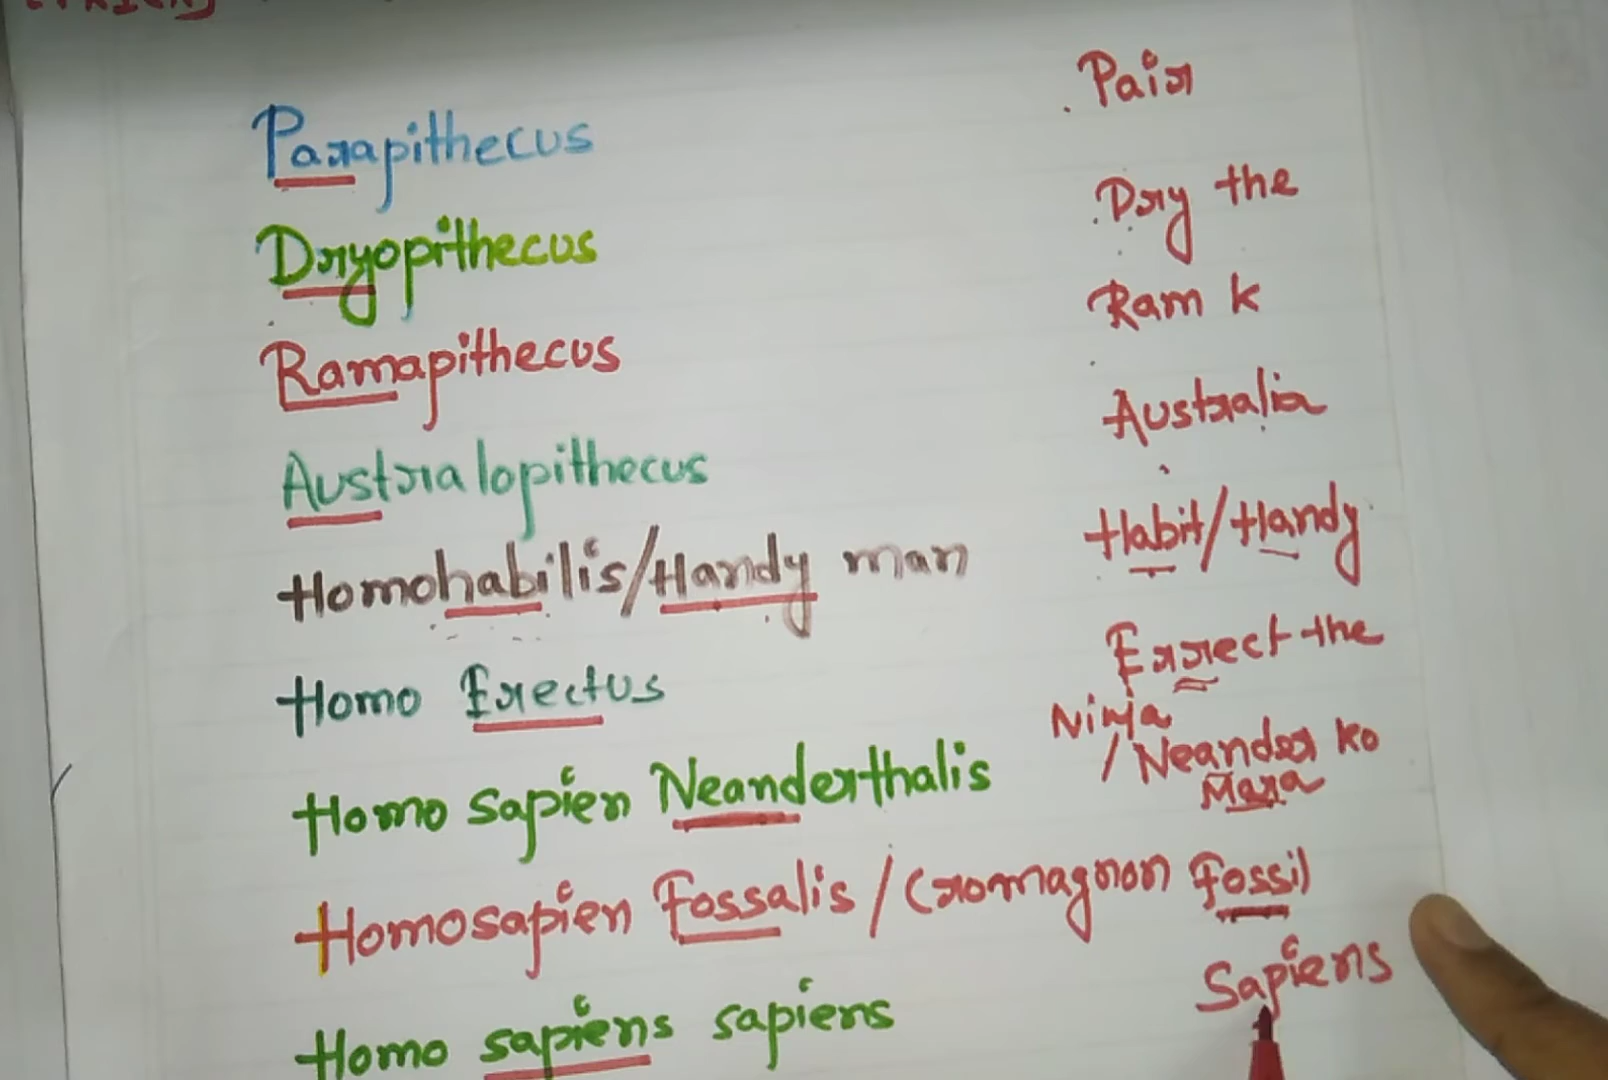 Parapithecus
Pair
Dryopithecus
Dry the
Ramapithecus
Ram k
Australopithecus
Australia
Homohabilis/Handy man
Habit/Handy
Homo Erectus
Errect the
Ninja
Homo sapien Neanderthalis
/Neander ko
Mara
Homosapien Fossalis / Cromagnon
Fossil
Homo sapiens sapiens
Sapiens